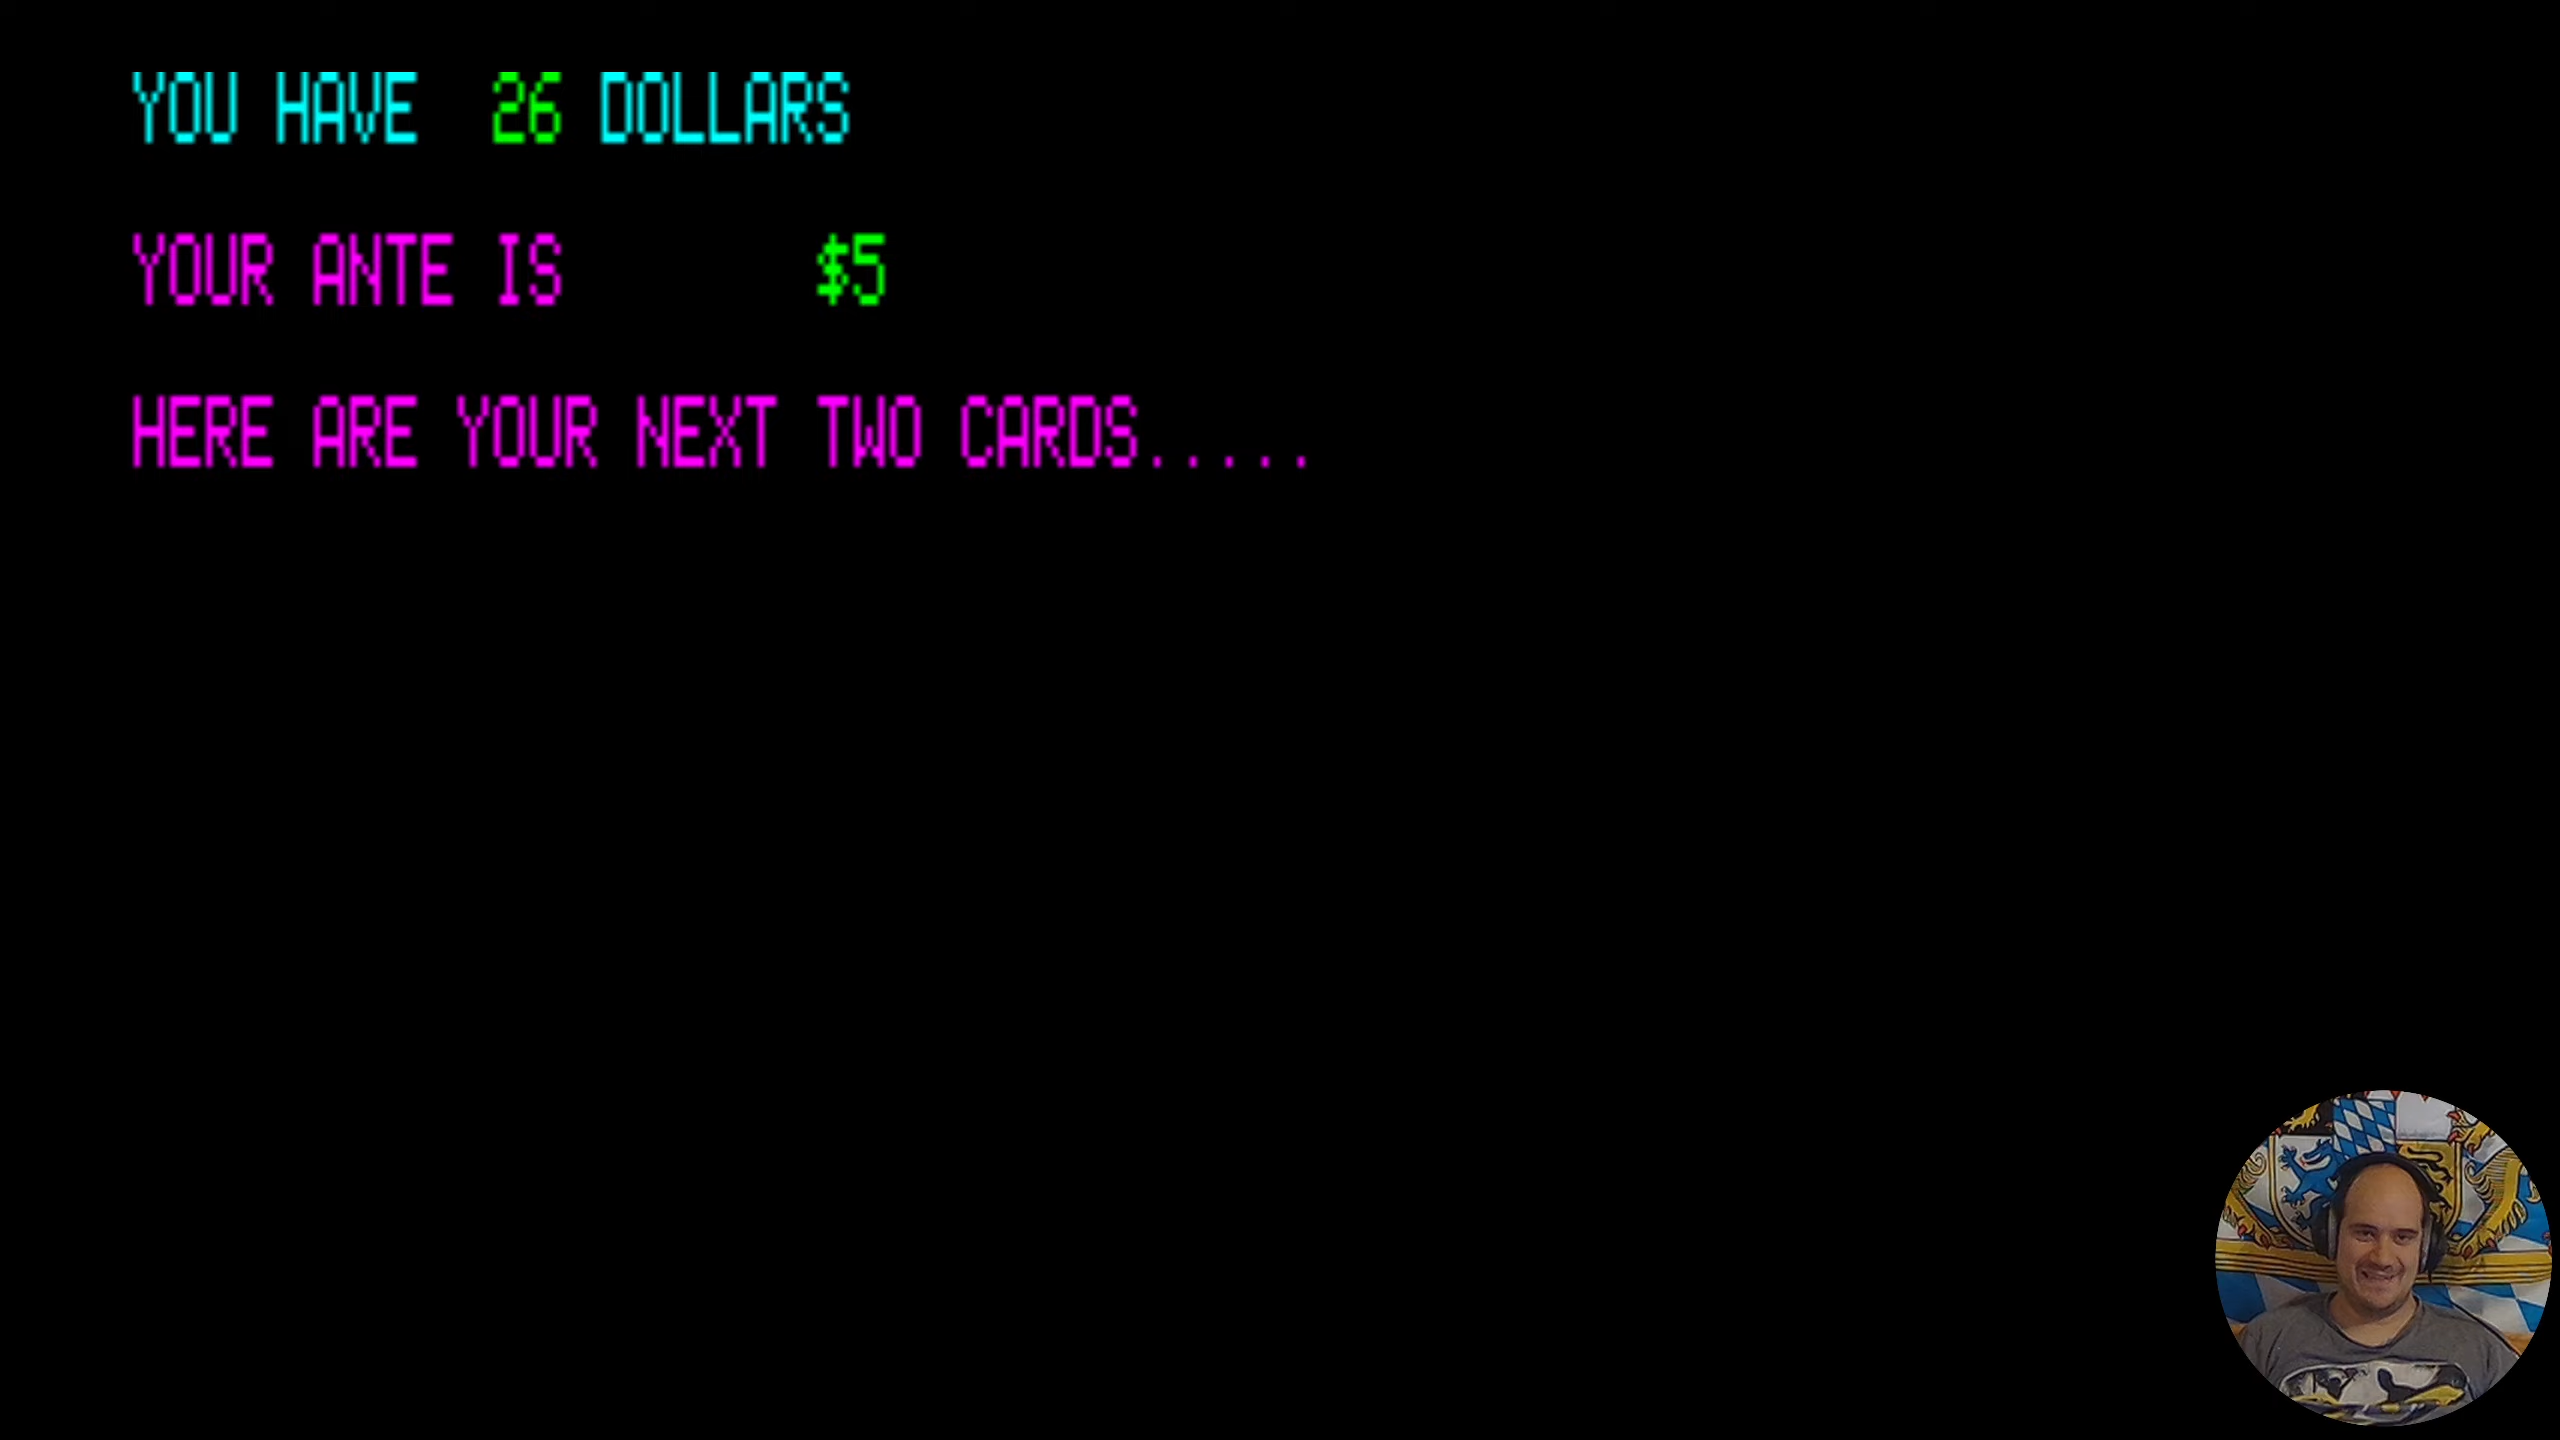 YOU HAVE  26 DOLLARS
YOUR ANTE IS       $5
HERE ARE YOUR NEXT TWO CARDS.....